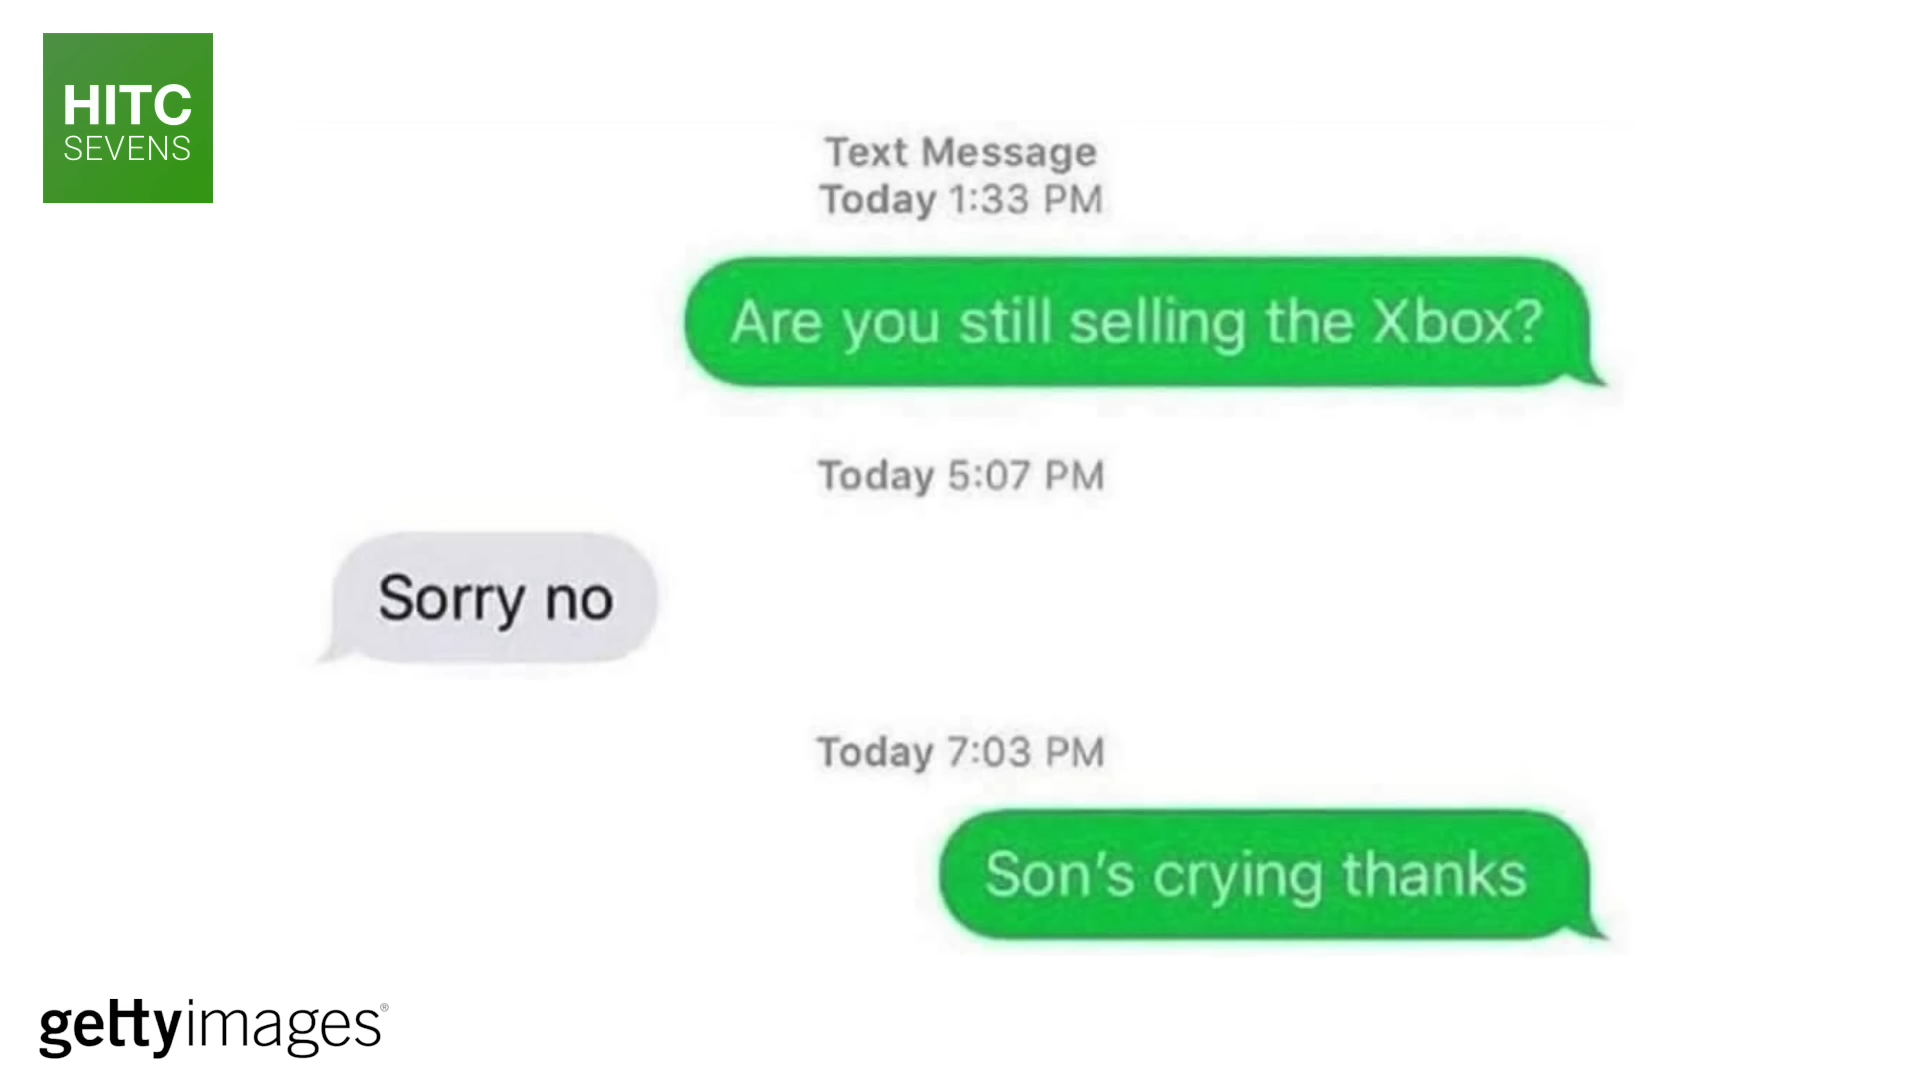 HITC
SEVENS
Text Message
Today 1:33 PM
Are you still selling the Xbox?
Today 5:07 PM
Sorry no
Today 7:03 PM
Son’s crying thanks
gettyimages®